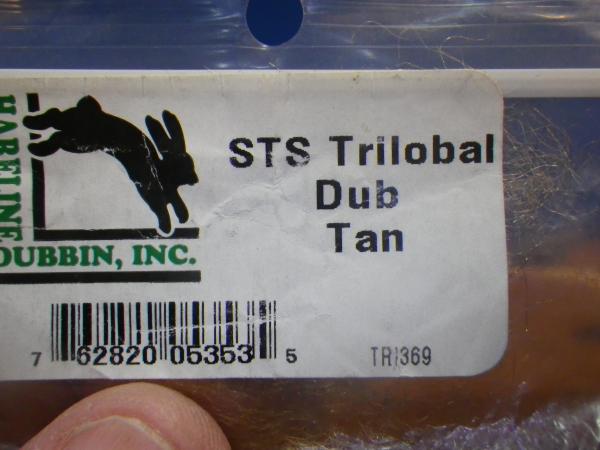 HARELINE
DUBBIN, INC.
STS Trilobal
Dub
Tan
7 62820 05353 5
TRI369